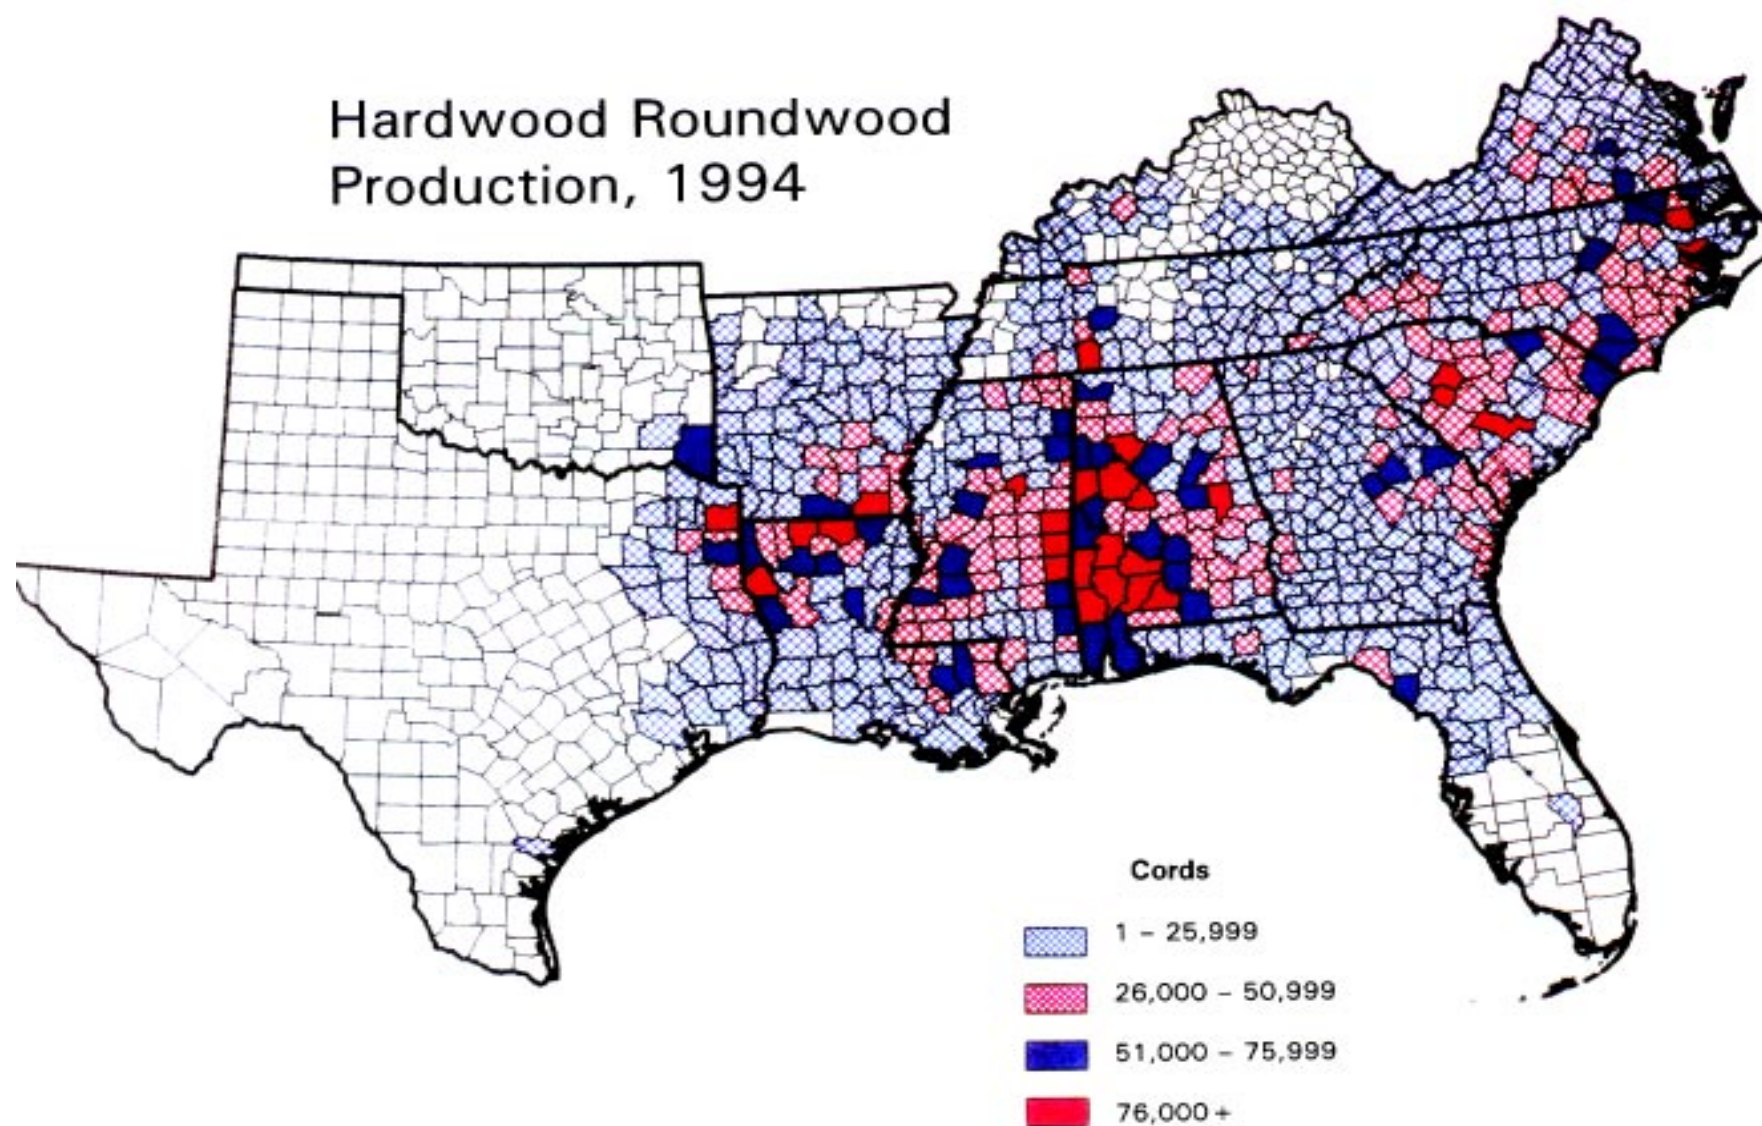 Hardwood Roundwood
Production, 1994
Cords
1 – 25,999
26,000 – 50,999
51,000 – 75,999
76,000 +